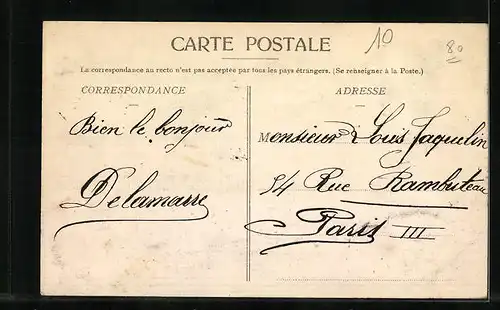 CARTE POSTALE
10
80
La correspondance au recto n'est pas acceptée par tous les pays étrangers. (Se renseigner à la Poste.)
CORRESPONDANCE
ADRESSE
Bien le bonjour
Delamarre
Monsieur Louis Jaquelin
54 Rue Rambuteau
Paris III